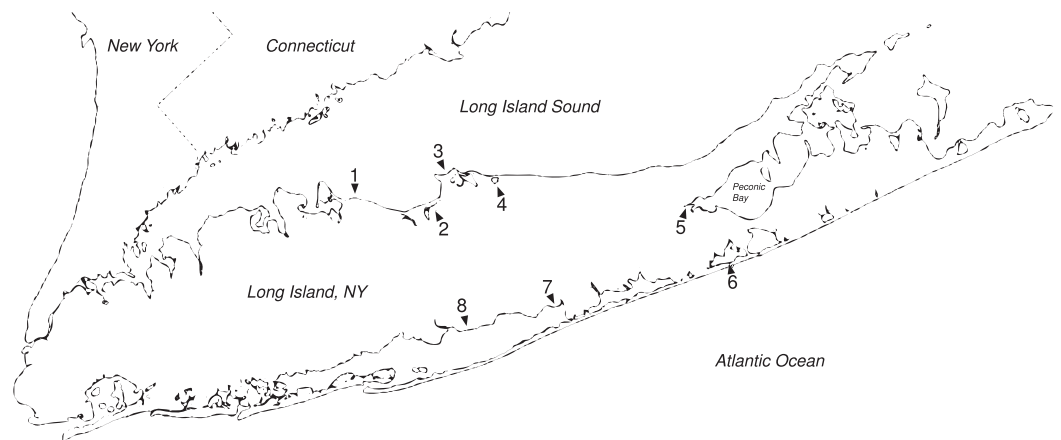 New York
Connecticut
Long Island Sound
3
1
4
2
Peconic
Bay
5
6
Long Island, NY
7
8
Atlantic Ocean